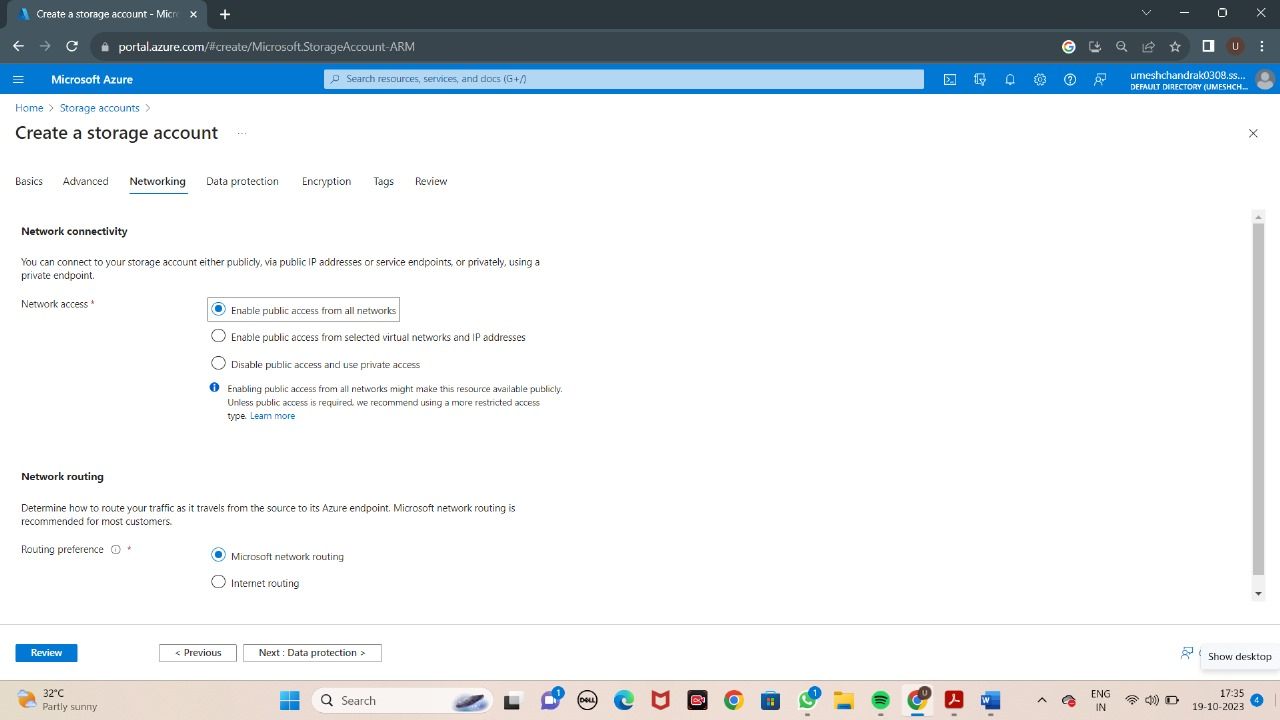 Create a storage account - Micr
portal.azure.com/#create/Microsoft.StorageAccount-ARM
U
Microsoft Azure
Search resources, services, and docs (G+/)
umeshchandrak0308.ss...
DEFAULT DIRECTORY (UMESHCH...
Home > Storage accounts >
Create a storage account ...
Basics Advanced Networking Data protection Encryption Tags Review
Network connectivity
You can connect to your storage account either publicly, via public IP addresses or service endpoints, or privately, using a
private endpoint.
Network access *
Enable public access from all networks
Enable public access from selected virtual networks and IP addresses
Disable public access and use private access
Enabling public access from all networks might make this resource available publicly.
Unless public access is required, we recommend using a more restricted access
type. Learn more
Network routing
Determine how to route your traffic as it travels from the source to its Azure endpoint. Microsoft network routing is
recommended for most customers.
Routing preference *
Microsoft network routing
Internet routing
Review < Previous Next : Data protection >
Show desktop
32°C
Partly sunny
Search
DELL
1
1
U
ENG
IN
17:35
19-10-2023
4